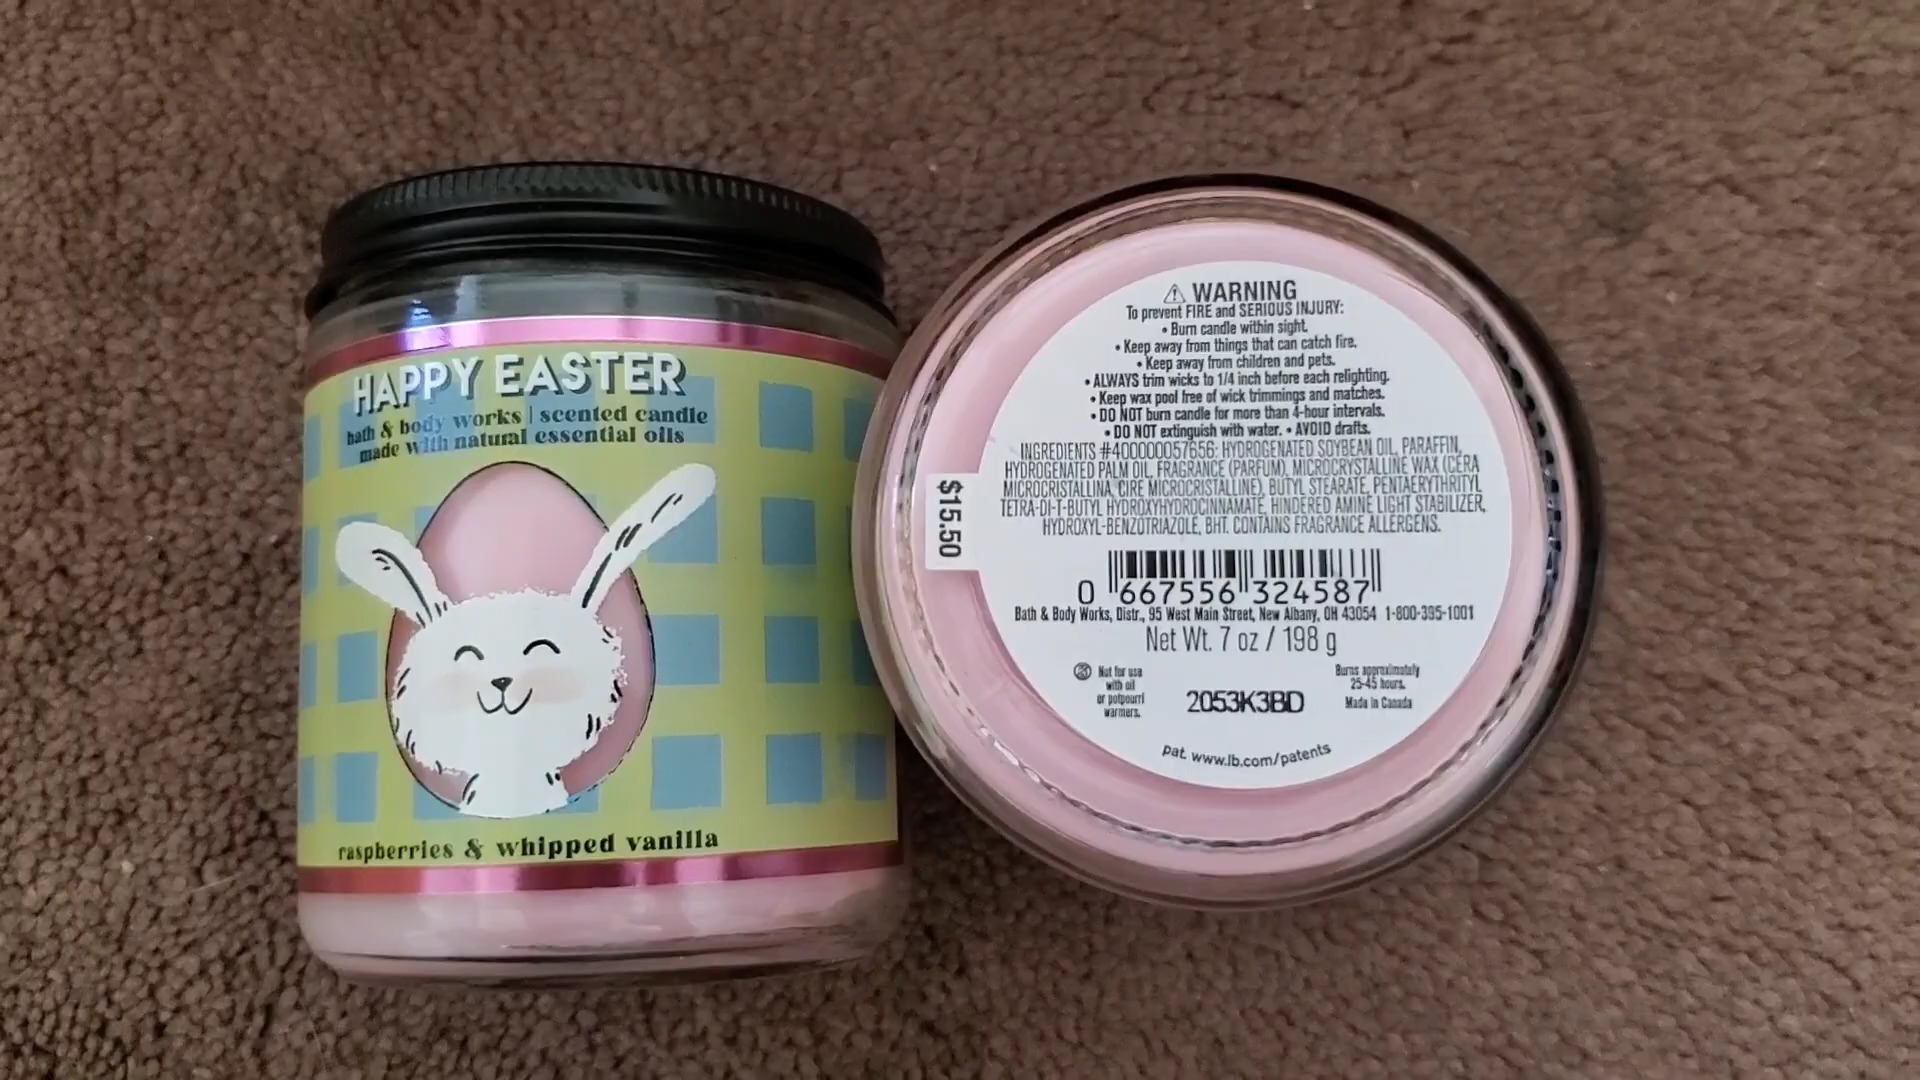 HAPPY EASTER
bath & body works | scented candle
made with natural essential oils
raspberries & whipped vanilla
⚠ WARNING
To prevent FIRE and SERIOUS INJURY:
• Burn candle within sight.
• Keep away from things that can catch fire.
• Keep away from children and pets.
• ALWAYS trim wicks to 1/4 inch before each relighting.
• Keep wax pool free of wick trimmings and matches.
• DO NOT burn candle for more than 4-hour intervals.
• DO NOT extinguish with water. • AVOID drafts.
INGREDIENTS #400000057656: HYDROGENATED SOYBEAN OIL, PARAFFIN,
HYDROGENATED PALM OIL, FRAGRANCE (PARFUM), MICROCRYSTALLINE WAX (CERA
MICROCRISTALLINA, CIRE MICROCRISTALLINE), BUTYL STEARATE, PENTAERYTHRITYL
TETRA-DI-T-BUTYL HYDROXYHYDROCINNAMATE, HINDERED AMINE LIGHT STABILIZER,
HYDROXYL-BENZOTRIAZOLE, BHT. CONTAINS FRAGRANCE ALLERGENS.
$15.50
0 667556 324587
Bath & Body Works, Distr., 95 West Main Street, New Albany, OH 43054 1-800-395-1001
Net Wt. 7 oz / 198 g
Not for use
with oil
or potpourri
warmers.
2053K3BD
Burns approximately
25-45 hours.
Made in Canada
pat. www.lb.com/patents